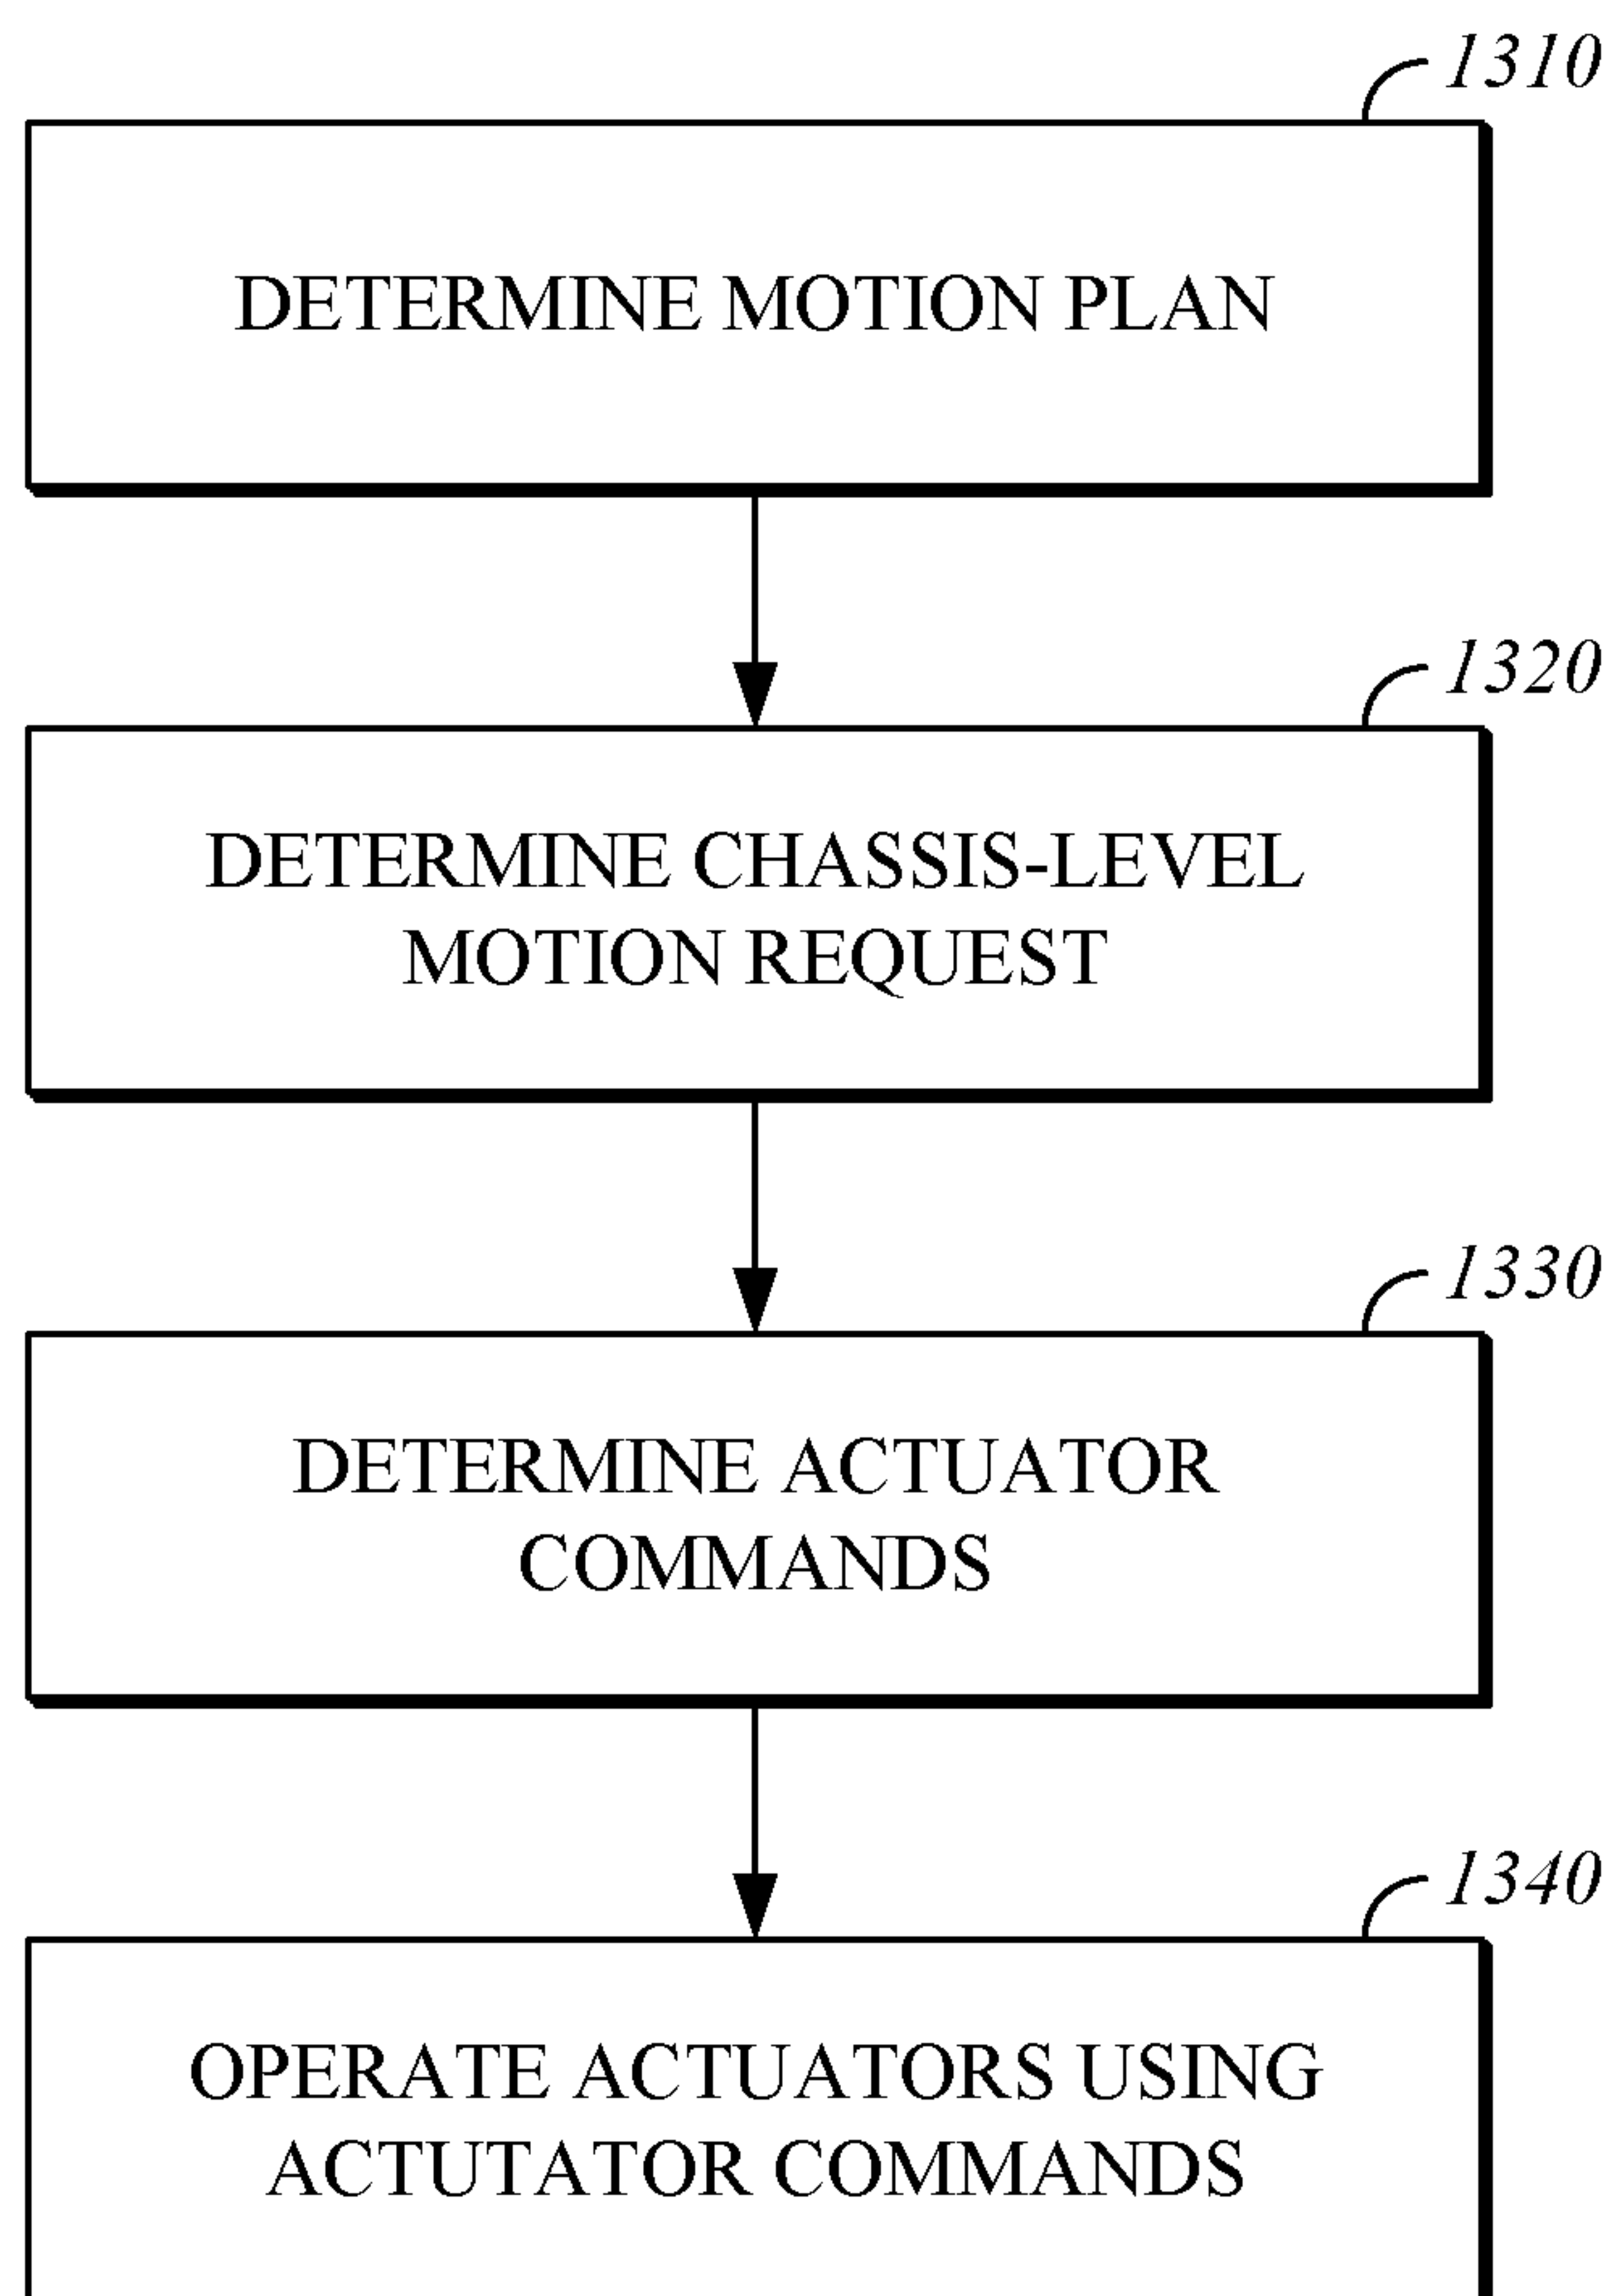 1310
DETERMINE MOTION PLAN
1320
DETERMINE CHASSIS-LEVEL
MOTION REQUEST
1330
DETERMINE ACTUATOR
COMMANDS
1340
OPERATE ACTUATORS USING
ACTUTATOR COMMANDS